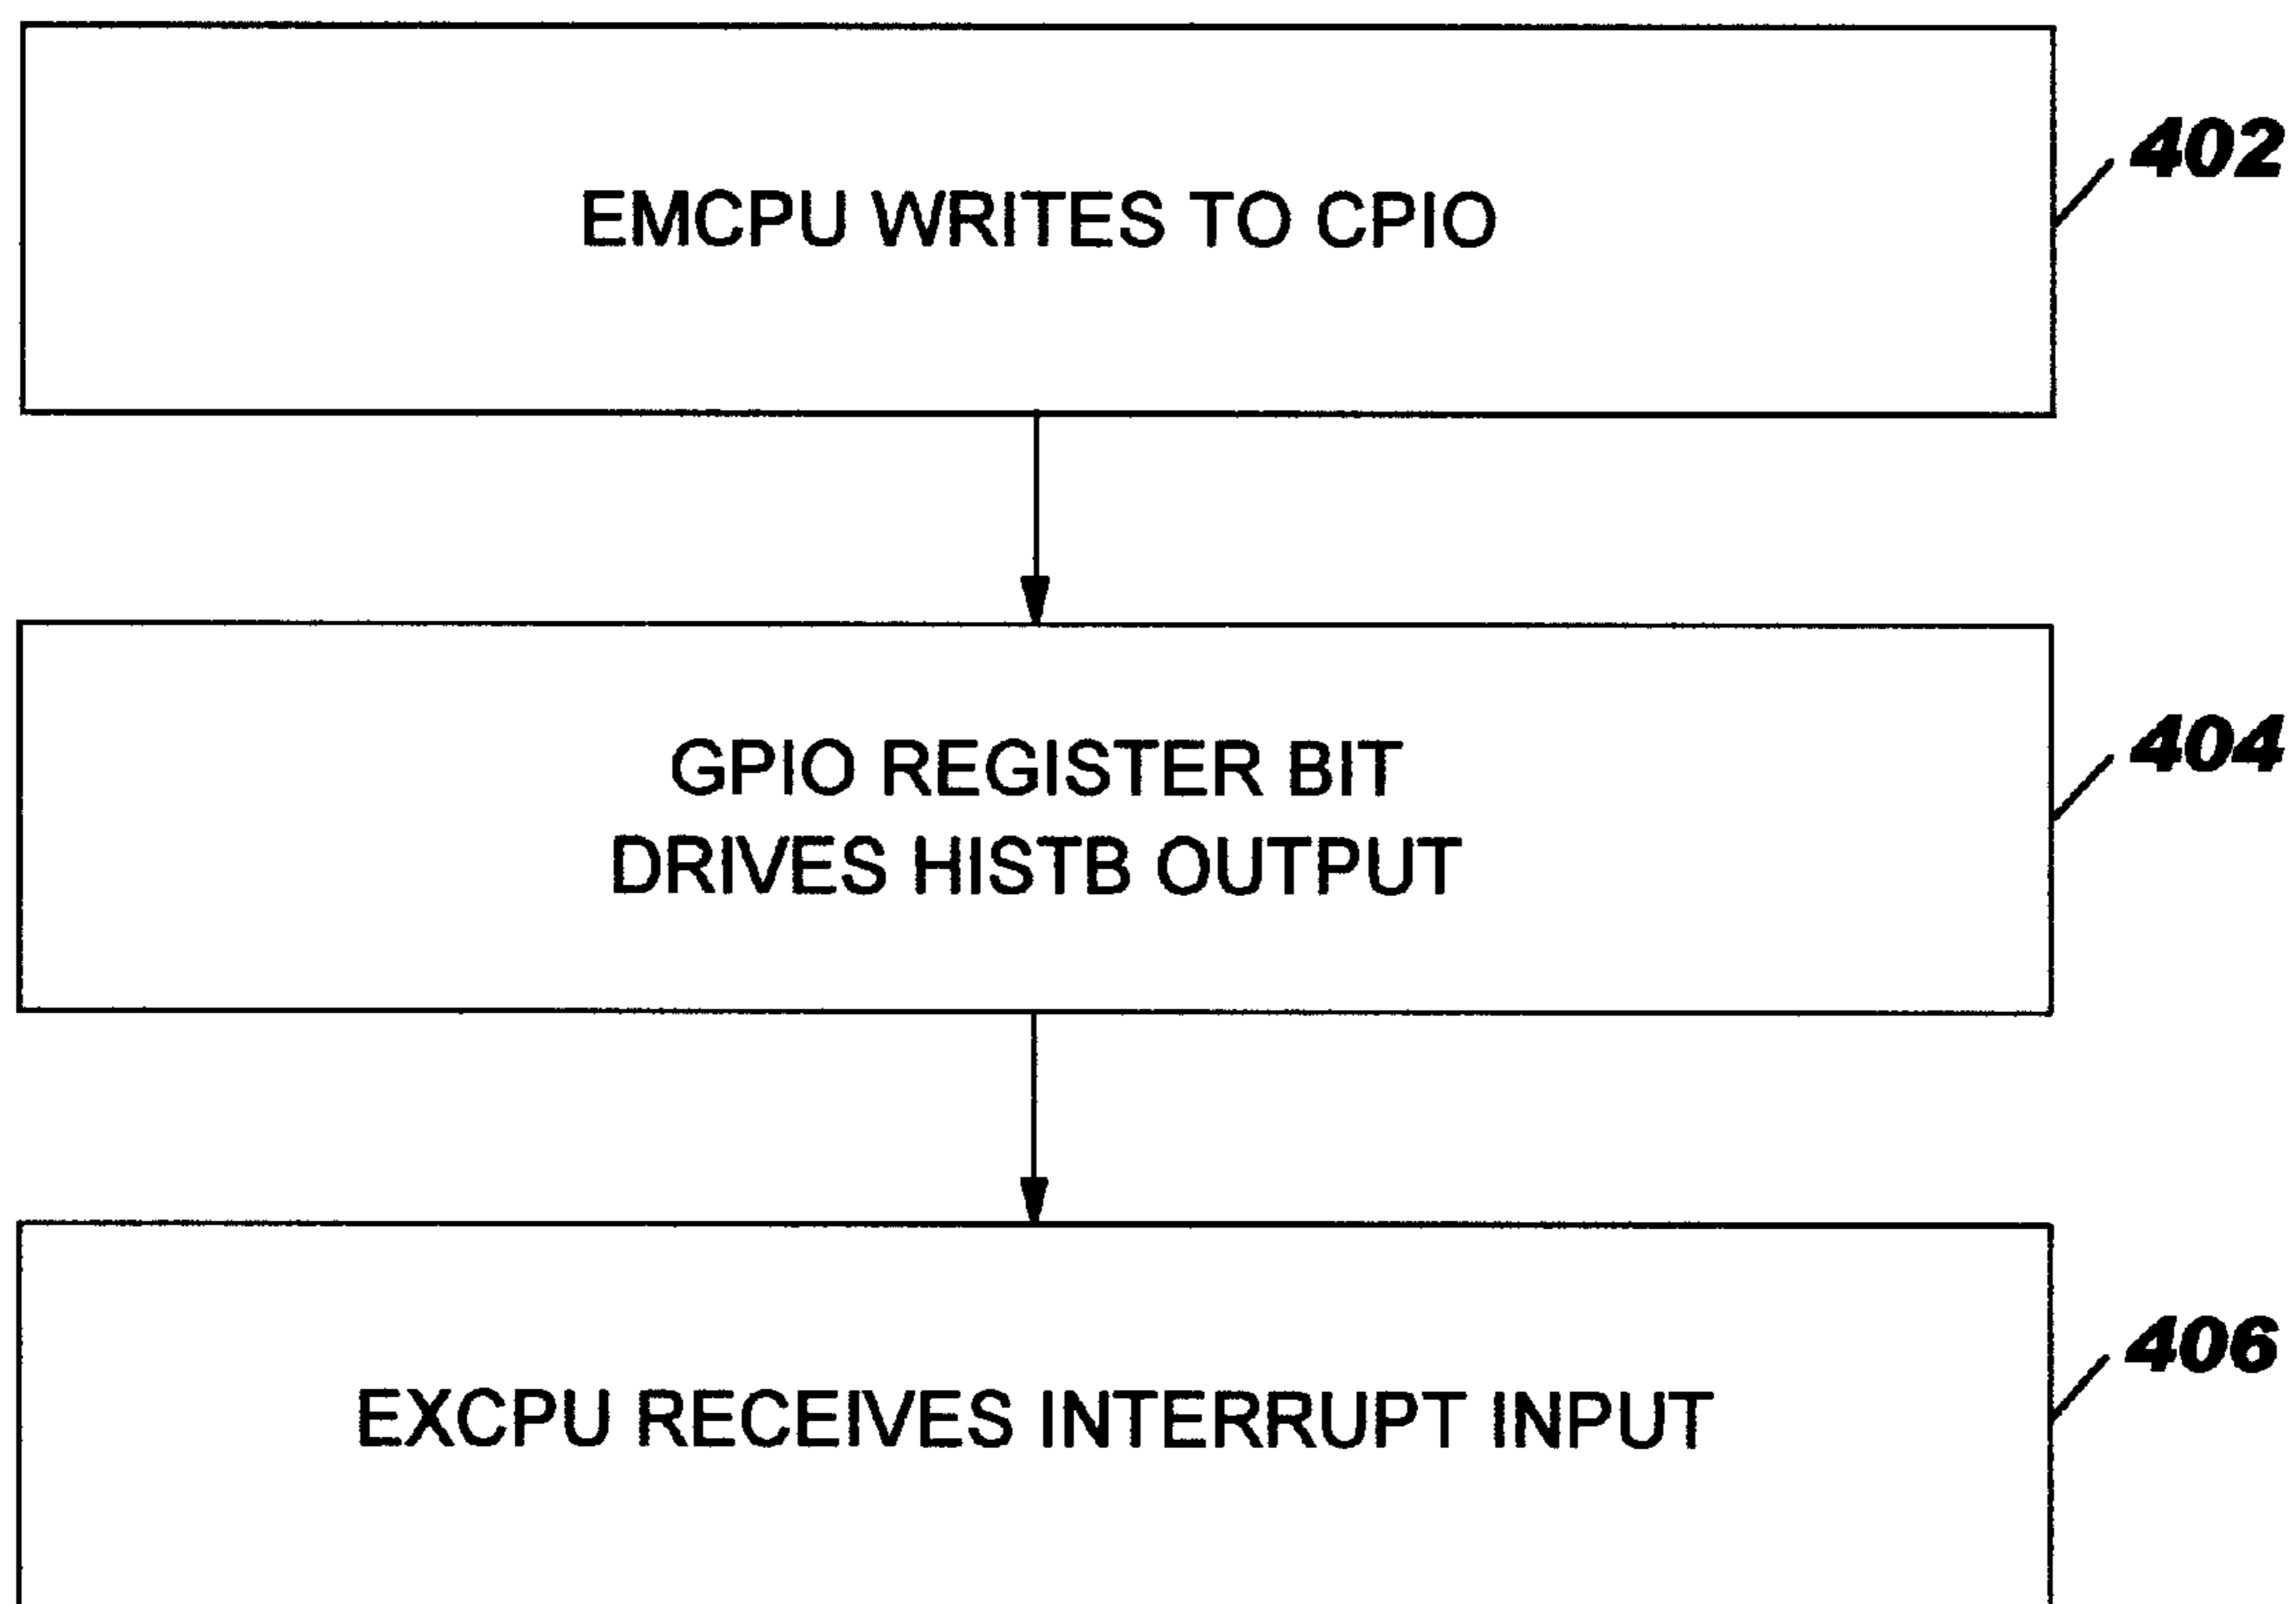 EMCPU WRITES TO CPIO
402
GPIO REGISTER BIT
DRIVES HISTB OUTPUT
404
EXCPU RECEIVES INTERRUPT INPUT
406